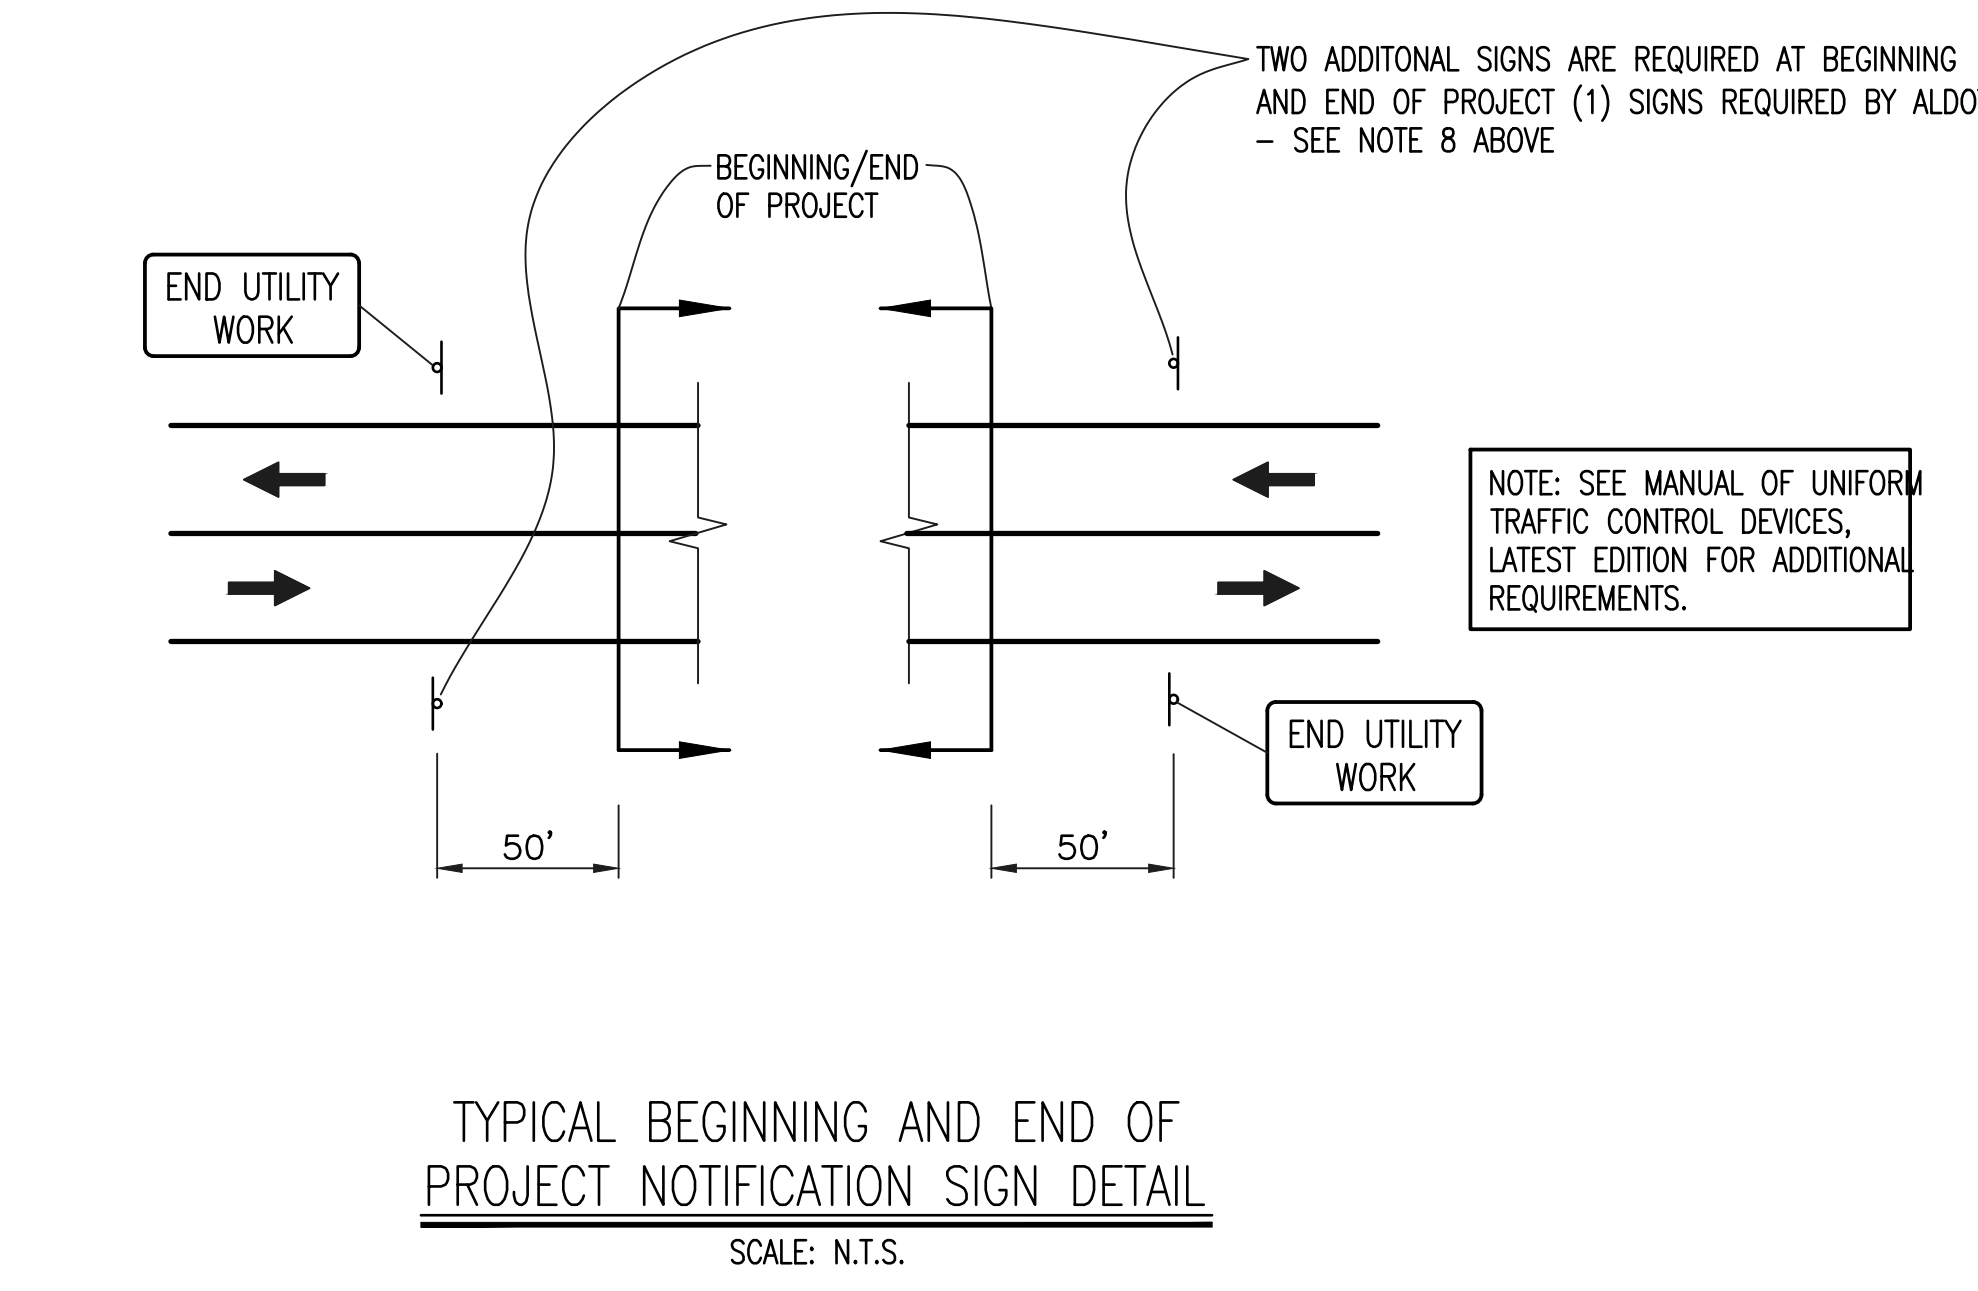 TWO ADDITONAL SIGNS ARE REQUIRED AT BEGINNING
AND END OF PROJECT (1) SIGNS REQUIRED BY ALDOT
- SEE NOTE 8 ABOVE
BEGINNING/END
OF PROJECT
END UTILITY
WORK
NOTE: SEE MANUAL OF UNIFORM
TRAFFIC CONTROL DEVICES,
LATEST EDITION FOR ADDITIONAL
REQUIREMENTS.
END UTILITY
WORK
50'
50'
TYPICAL BEGINNING AND END OF
PROJECT NOTIFICATION SIGN DETAIL
SCALE: N.T.S.